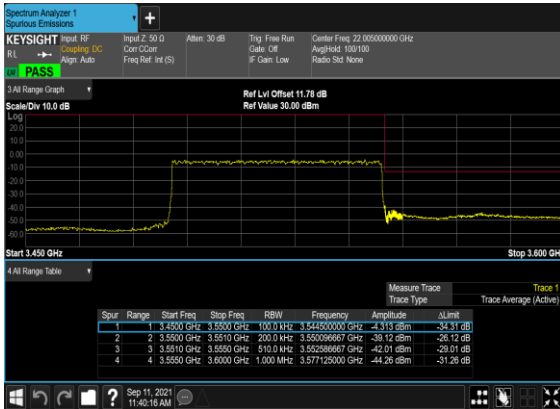 Spectrum Analyzer 1
Spurious Emissions
KEYSIGHT Input: RF Input Z: 50 Ω Atten: 30 dB Trig: Free Run Center Freq: 22.005000000 GHz
RL Coupling: DC Corr CCorr Gate: Off Avg|Hold: 100/100
Align: Auto Freq Ref: Int (S) IF Gain: Low Radio Std: None
PASS
3 All Range Graph
Ref Lvl Offset 11.78 dB
Scale/Div 10.0 dB Ref Value 30.00 dBm
Log
20.0
10.0
0.00
-10.0
-20.0
-30.0
-40.0
-50.0
-60.0
Start 3.450 GHz Stop 3.600 GH
4 All Range Table
Measure Trace Trace 1
Trace Type Trace Average (Active)
Spur Range Start Freq Stop Freq RBW Frequency Amplitude ΔLimit
1 1 3.4500 GHz 3.5500 GHz 100.0 kHz 3.544500000 GHz -4.313 dBm -34.31 dB
2 2 3.5500 GHz 3.5510 GHz 200.0 kHz 3.550096667 GHz -39.12 dBm -26.12 dB
3 3 3.5510 GHz 3.5550 GHz 510.0 kHz 3.552586667 GHz -42.01 dBm -29.01 dB
4 4 3.5550 GHz 3.6000 GHz 1.000 MHz 3.577125000 GHz -44.26 dBm -31.26 dB
Sep 11, 2021
11:40:16 AM